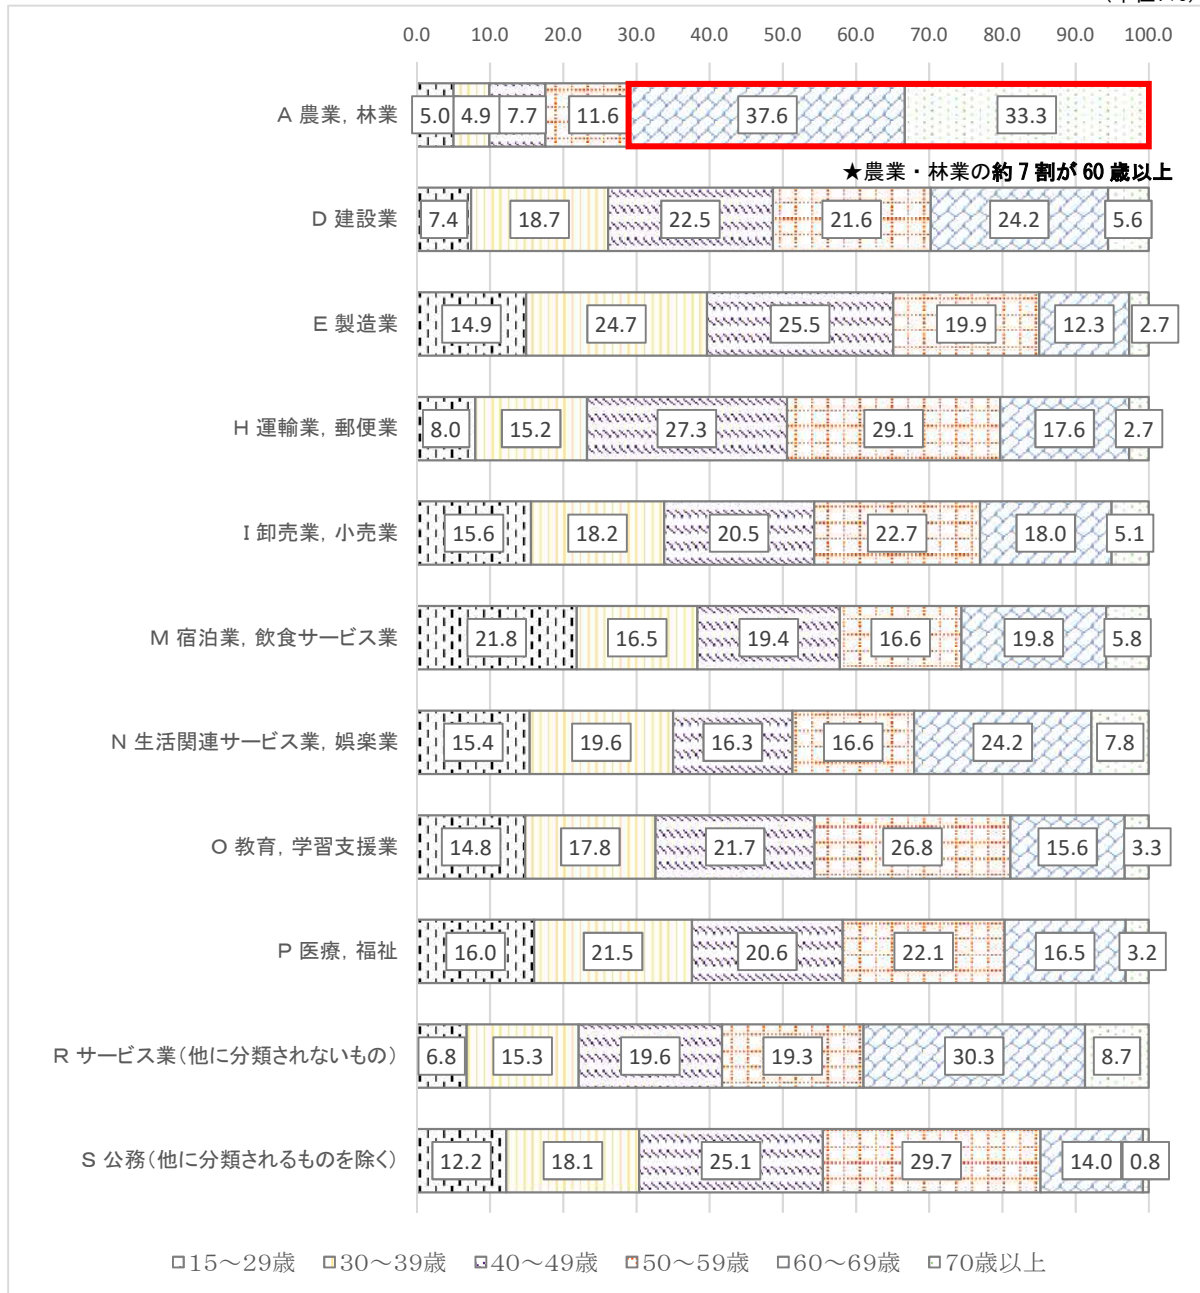 0.0 10.0 20.0 30.0 40.0 50.0 60.0 70.0 80.0 90.0 100.0
A 農業, 林業 5.0 4.9 7.7 11.6 37.6 33.3
★農業・林業の約7割が60歳以上
D 建設業 7.4 18.7 22.5 21.6 24.2 5.6
E 製造業 14.9 24.7 25.5 19.9 12.3 2.7
H 運輸業, 郵便業 8.0 15.2 27.3 29.1 17.6 2.7
I 卸売業, 小売業 15.6 18.2 20.5 22.7 18.0 5.1
M 宿泊業, 飲食サービス業 21.8 16.5 19.4 16.6 19.8 5.8
N 生活関連サービス業, 娯楽業 15.4 19.6 16.3 16.6 24.2 7.8
O 教育, 学習支援業 14.8 17.8 21.7 26.8 15.6 3.3
P 医療, 福祉 16.0 21.5 20.6 22.1 16.5 3.2
R サービス業(他に分類されないもの) 6.8 15.3 19.6 19.3 30.3 8.7
S 公務(他に分類されるものを除く) 12.2 18.1 25.1 29.7 14.0 0.8
15～29歳 30～39歳 40～49歳 50～59歳 60～69歳 70歳以上